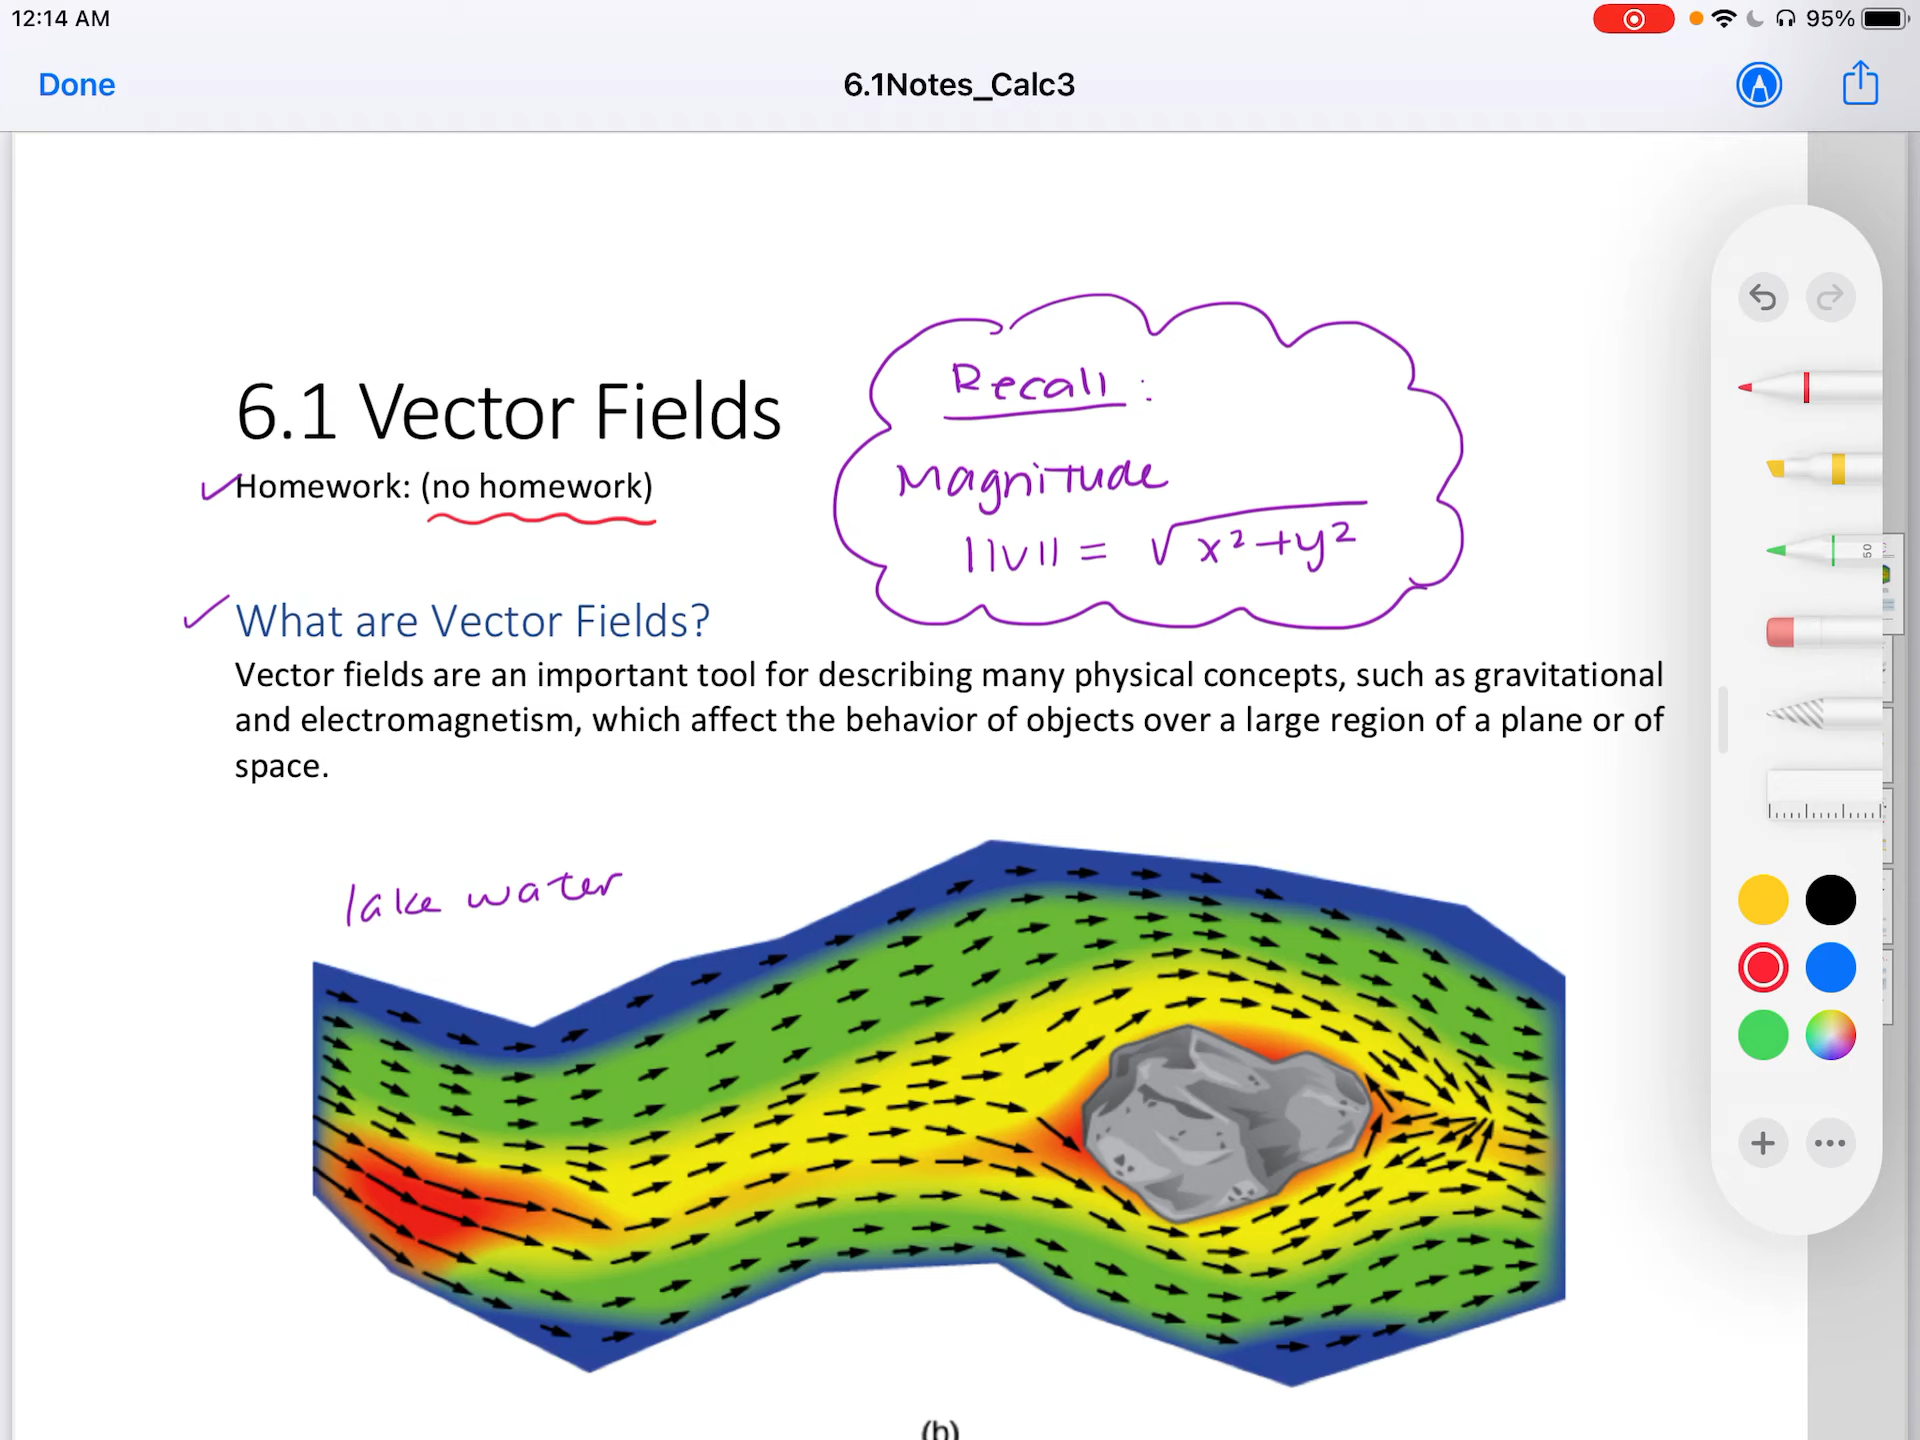 12:14 AM
95%
Done
6.1Notes_Calc3
Recall:
6.1 Vector Fields
Homework: (no homework)
Magnitude
||v|| = √x²+y²
What are Vector Fields?
Vector fields are an important tool for describing many physical concepts, such as gravitational
and electromagnetism, which affect the behavior of objects over a large region of a plane or of
space.
lake water
(b)
50